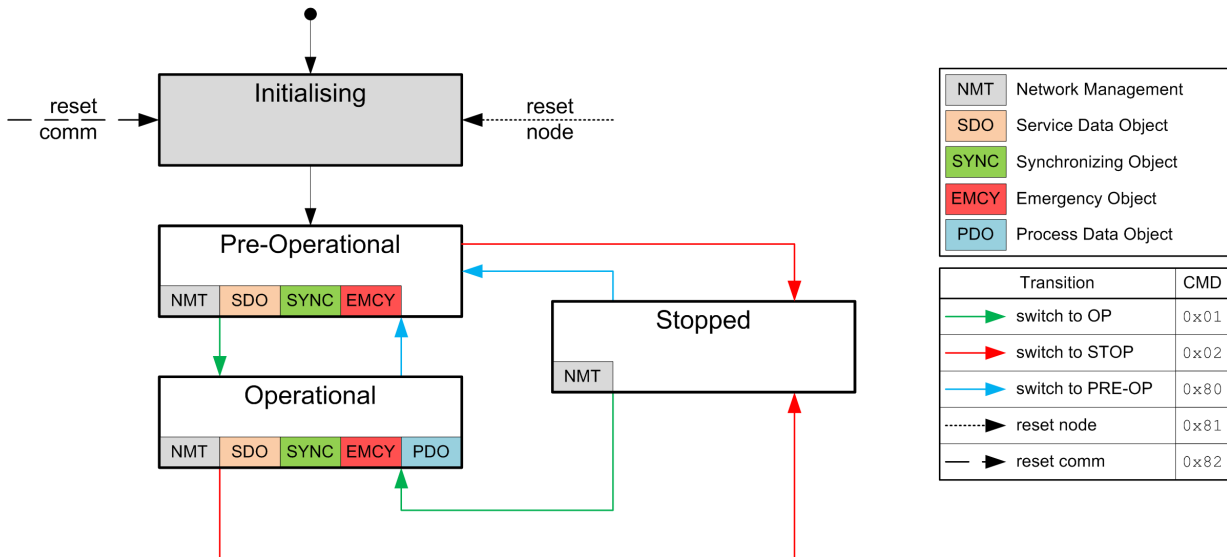 Initialising
reset
comm
reset
node
Pre-Operational
NMT SDO SYNC EMCY
Stopped
NMT
Operational
NMT SDO SYNC EMCY PDO
NMT Network Management
SDO Service Data Object
SYNC Synchronizing Object
EMCY Emergency Object
PDO Process Data Object
Transition CMD
switch to OP 0x01
switch to STOP 0x02
switch to PRE-OP 0x80
reset node 0x81
reset comm 0x82